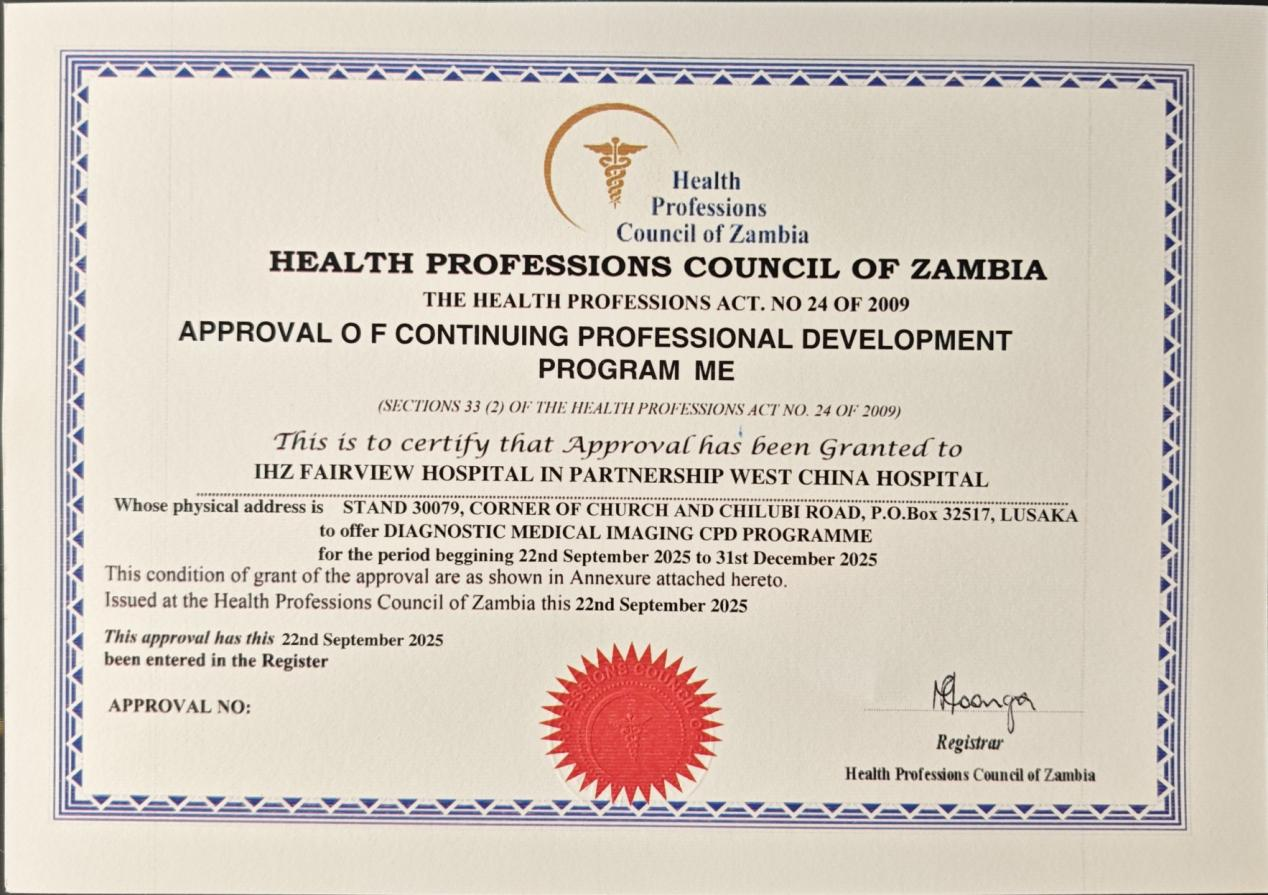 Health
Professions
Council of Zambia
HEALTH PROFESSIONS COUNCIL OF ZAMBIA
THE HEALTH PROFESSIONS ACT. NO 24 OF 2009
APPROVAL O F CONTINUING PROFESSIONAL DEVELOPMENT
PROGRAM ME
(SECTIONS 33 (2) OF THE HEALTH PROFESSIONS ACT NO. 24 OF 2009)
This is to certify that Approval has been Granted to
IHZ FAIRVIEW HOSPITAL IN PARTNERSHIP WEST CHINA HOSPITAL
Whose physical address is STAND 30079, CORNER OF CHURCH AND CHILUBI ROAD, P.O.Box 32517, LUSAKA
to offer DIAGNOSTIC MEDICAL IMAGING CPD PROGRAMME
for the period beggining 22nd September 2025 to 31st December 2025
This condition of grant of the approval are as shown in Annexure attached hereto.
Issued at the Health Professions Council of Zambia this 22nd September 2025
This approval has this 22nd September 2025
been entered in the Register
APPROVAL NO:
Registrar
Health Professions Council of Zambia